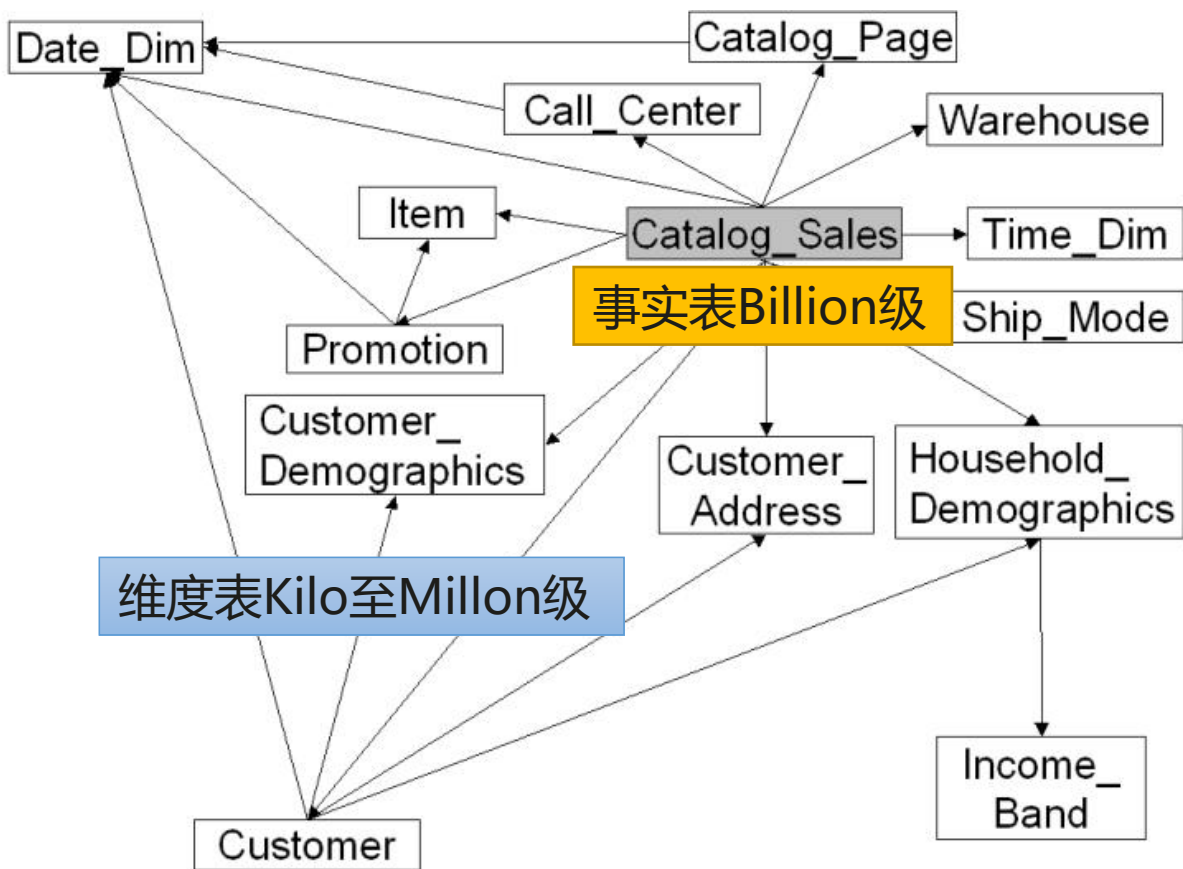 Date_Dim
Catalog_Page
Call_Center
Warehouse
Item
Catalog_Sales
Time_Dim
事实表Billion级
Ship_Mode
Promotion
Customer_
Demographics
Customer_
Address
Household_
Demographics
维度表Kilo至Millon级
Income_
Band
Customer